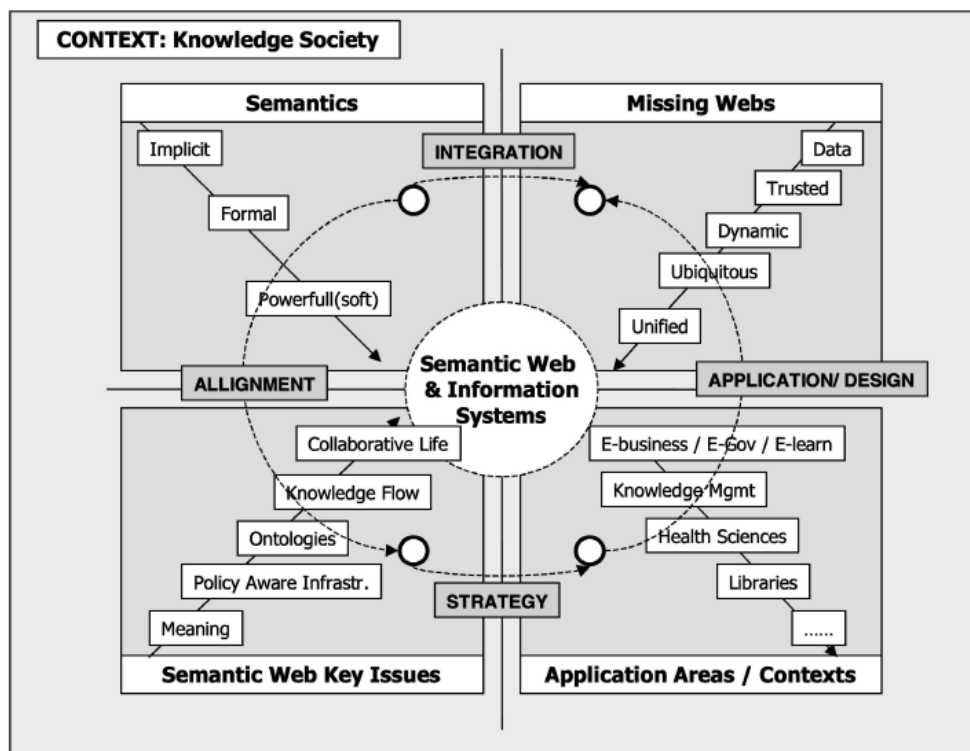 CONTEXT: Knowledge Society
Semantics
Missing Webs
Implicit
INTEGRATION
Data
Formal
Trusted
Dynamic
Ubiquitous
Powerfull(soft)
Unified
ALLIGNMENT
Semantic Web
& Information
Systems
APPLICATION/ DESIGN
Collaborative Life
Knowledge Flow
Ontologies
Policy Aware Infrastr.
Meaning
E-business / E-Gov / E-learn
Knowledge Mgmt
Health Sciences
Libraries
......
STRATEGY
Semantic Web Key Issues
Application Areas / Contexts